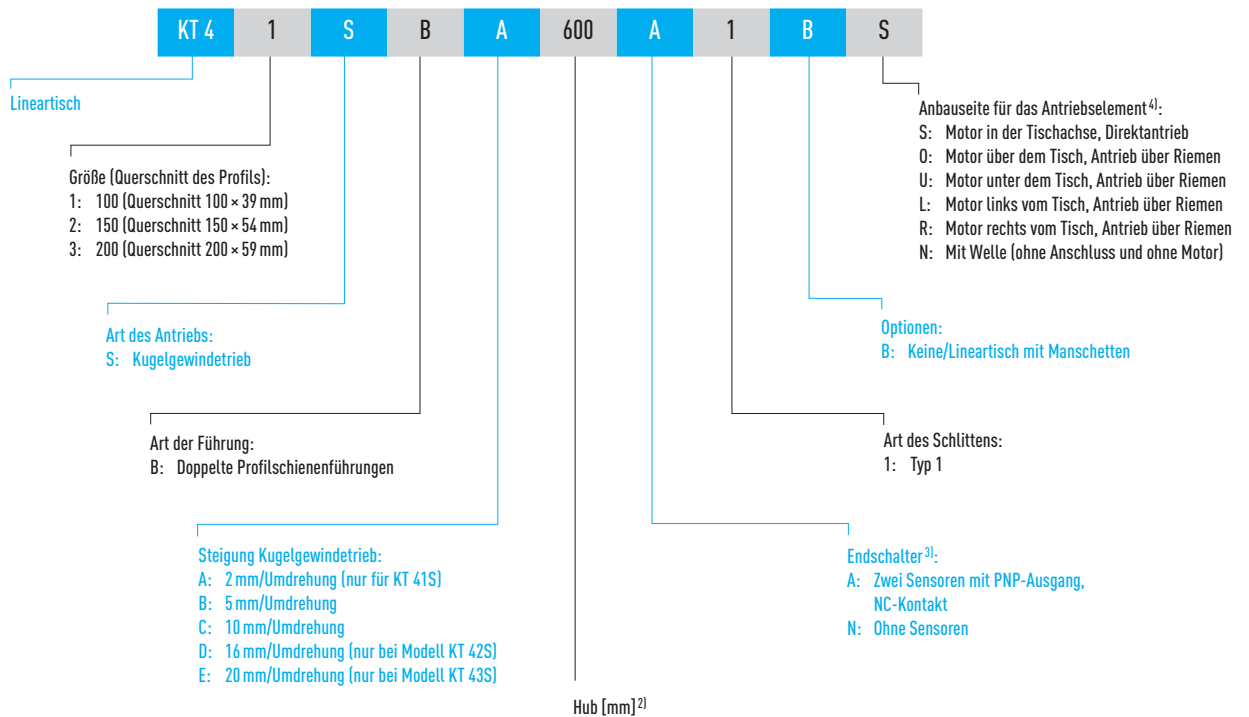 KT 4 1 S B A 600 A 1 B S
Lineartisch
Größe (Querschnitt des Profils):
1: 100 (Querschnitt 100 × 39 mm)
2: 150 (Querschnitt 150 × 54 mm)
3: 200 (Querschnitt 200 × 59 mm)
Art des Antriebs:
S: Kugelgewindetrieb
Art der Führung:
B: Doppelte Profilschienenführungen
Steigung Kugelgewindetrieb:
A: 2 mm/Umdrehung (nur für KT 41S)
B: 5 mm/Umdrehung
C: 10 mm/Umdrehung
D: 16 mm/Umdrehung (nur bei Modell KT 42S)
E: 20 mm/Umdrehung (nur bei Modell KT 43S)
Hub [mm] 2)
Endschalter 3):
A: Zwei Sensoren mit PNP-Ausgang,
NC-Kontakt
N: Ohne Sensoren
Art des Schlittens:
1: Typ 1
Optionen:
B: Keine/Lineartisch mit Manschetten
Anbauseite für das Antriebselement 4):
S: Motor in der Tischachse, Direktantrieb
O: Motor über dem Tisch, Antrieb über Riemen
U: Motor unter dem Tisch, Antrieb über Riemen
L: Motor links vom Tisch, Antrieb über Riemen
R: Motor rechts vom Tisch, Antrieb über Riemen
N: Mit Welle (ohne Anschluss und ohne Motor)